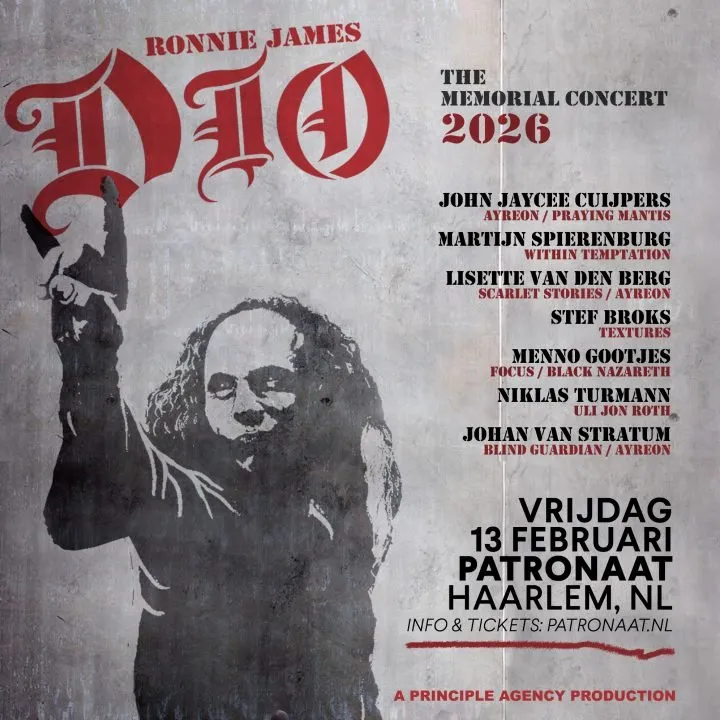 RONNIE JAMES
DIO
THE
MEMORIAL CONCERT
2026
JOHN JAYCEE CUIJPERS
AYREON / PRAYING MANTIS
MARTIJN SPIERENBURG
WITHIN TEMPTATION
LISETTE VAN DEN BERG
SCARLET STORIES / AYREON
STEF BROKS
TEXTURES
MENNO GOOTJES
FOCUS / BLACK NAZARETH
NIKLAS TURMANN
ULI JON ROTH
JOHAN VAN STRATUM
BLIND GUARDIAN / AYREON
VRIJDAG
13 FEBRUARI
PATRONAAT
HAARLEM, NL
INFO & TICKETS: PATRONAAT.NL
A PRINCIPLE AGENCY PRODUCTION